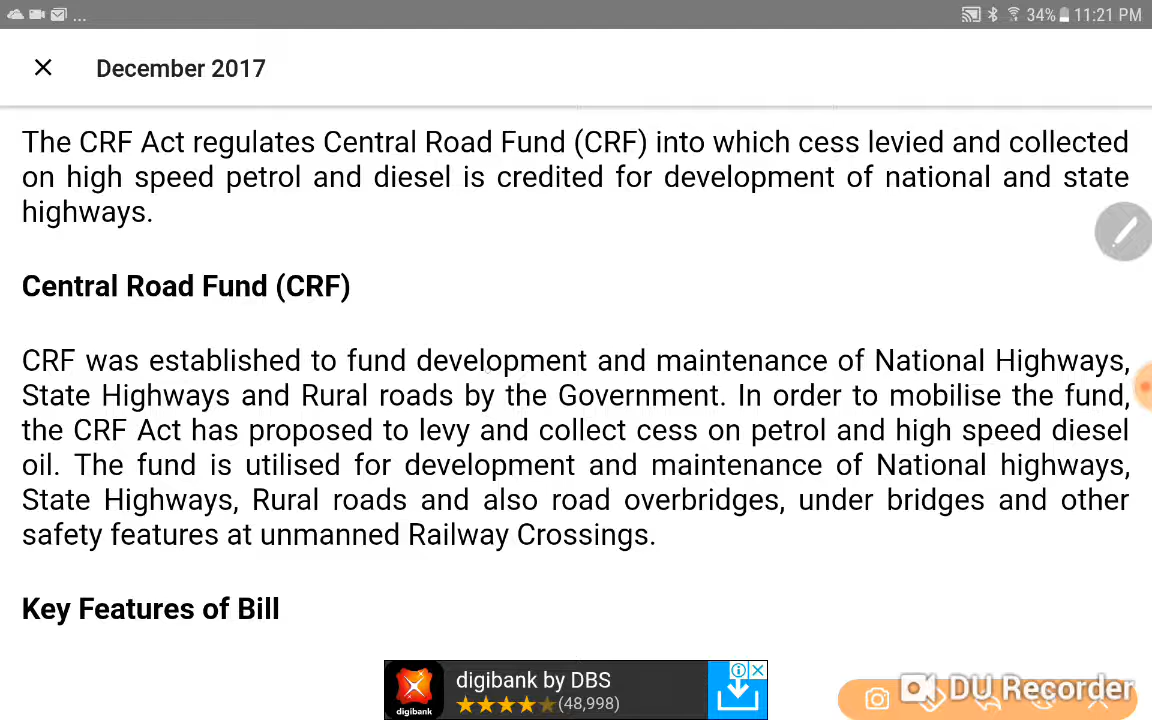 ... 34% 11:21 PM
December 2017
The CRF Act regulates Central Road Fund (CRF) into which cess levied and collected
on high speed petrol and diesel is credited for development of national and state
highways.
Central Road Fund (CRF)
CRF was established to fund development and maintenance of National Highways,
State Highways and Rural roads by the Government. In order to mobilise the fund,
the CRF Act has proposed to levy and collect cess on petrol and high speed diesel
oil. The fund is utilised for development and maintenance of National highways,
State Highways, Rural roads and also road overbridges, under bridges and other
safety features at unmanned Railway Crossings.
Key Features of Bill
digibank by DBS
(48,998)
digibank
DU Recorder